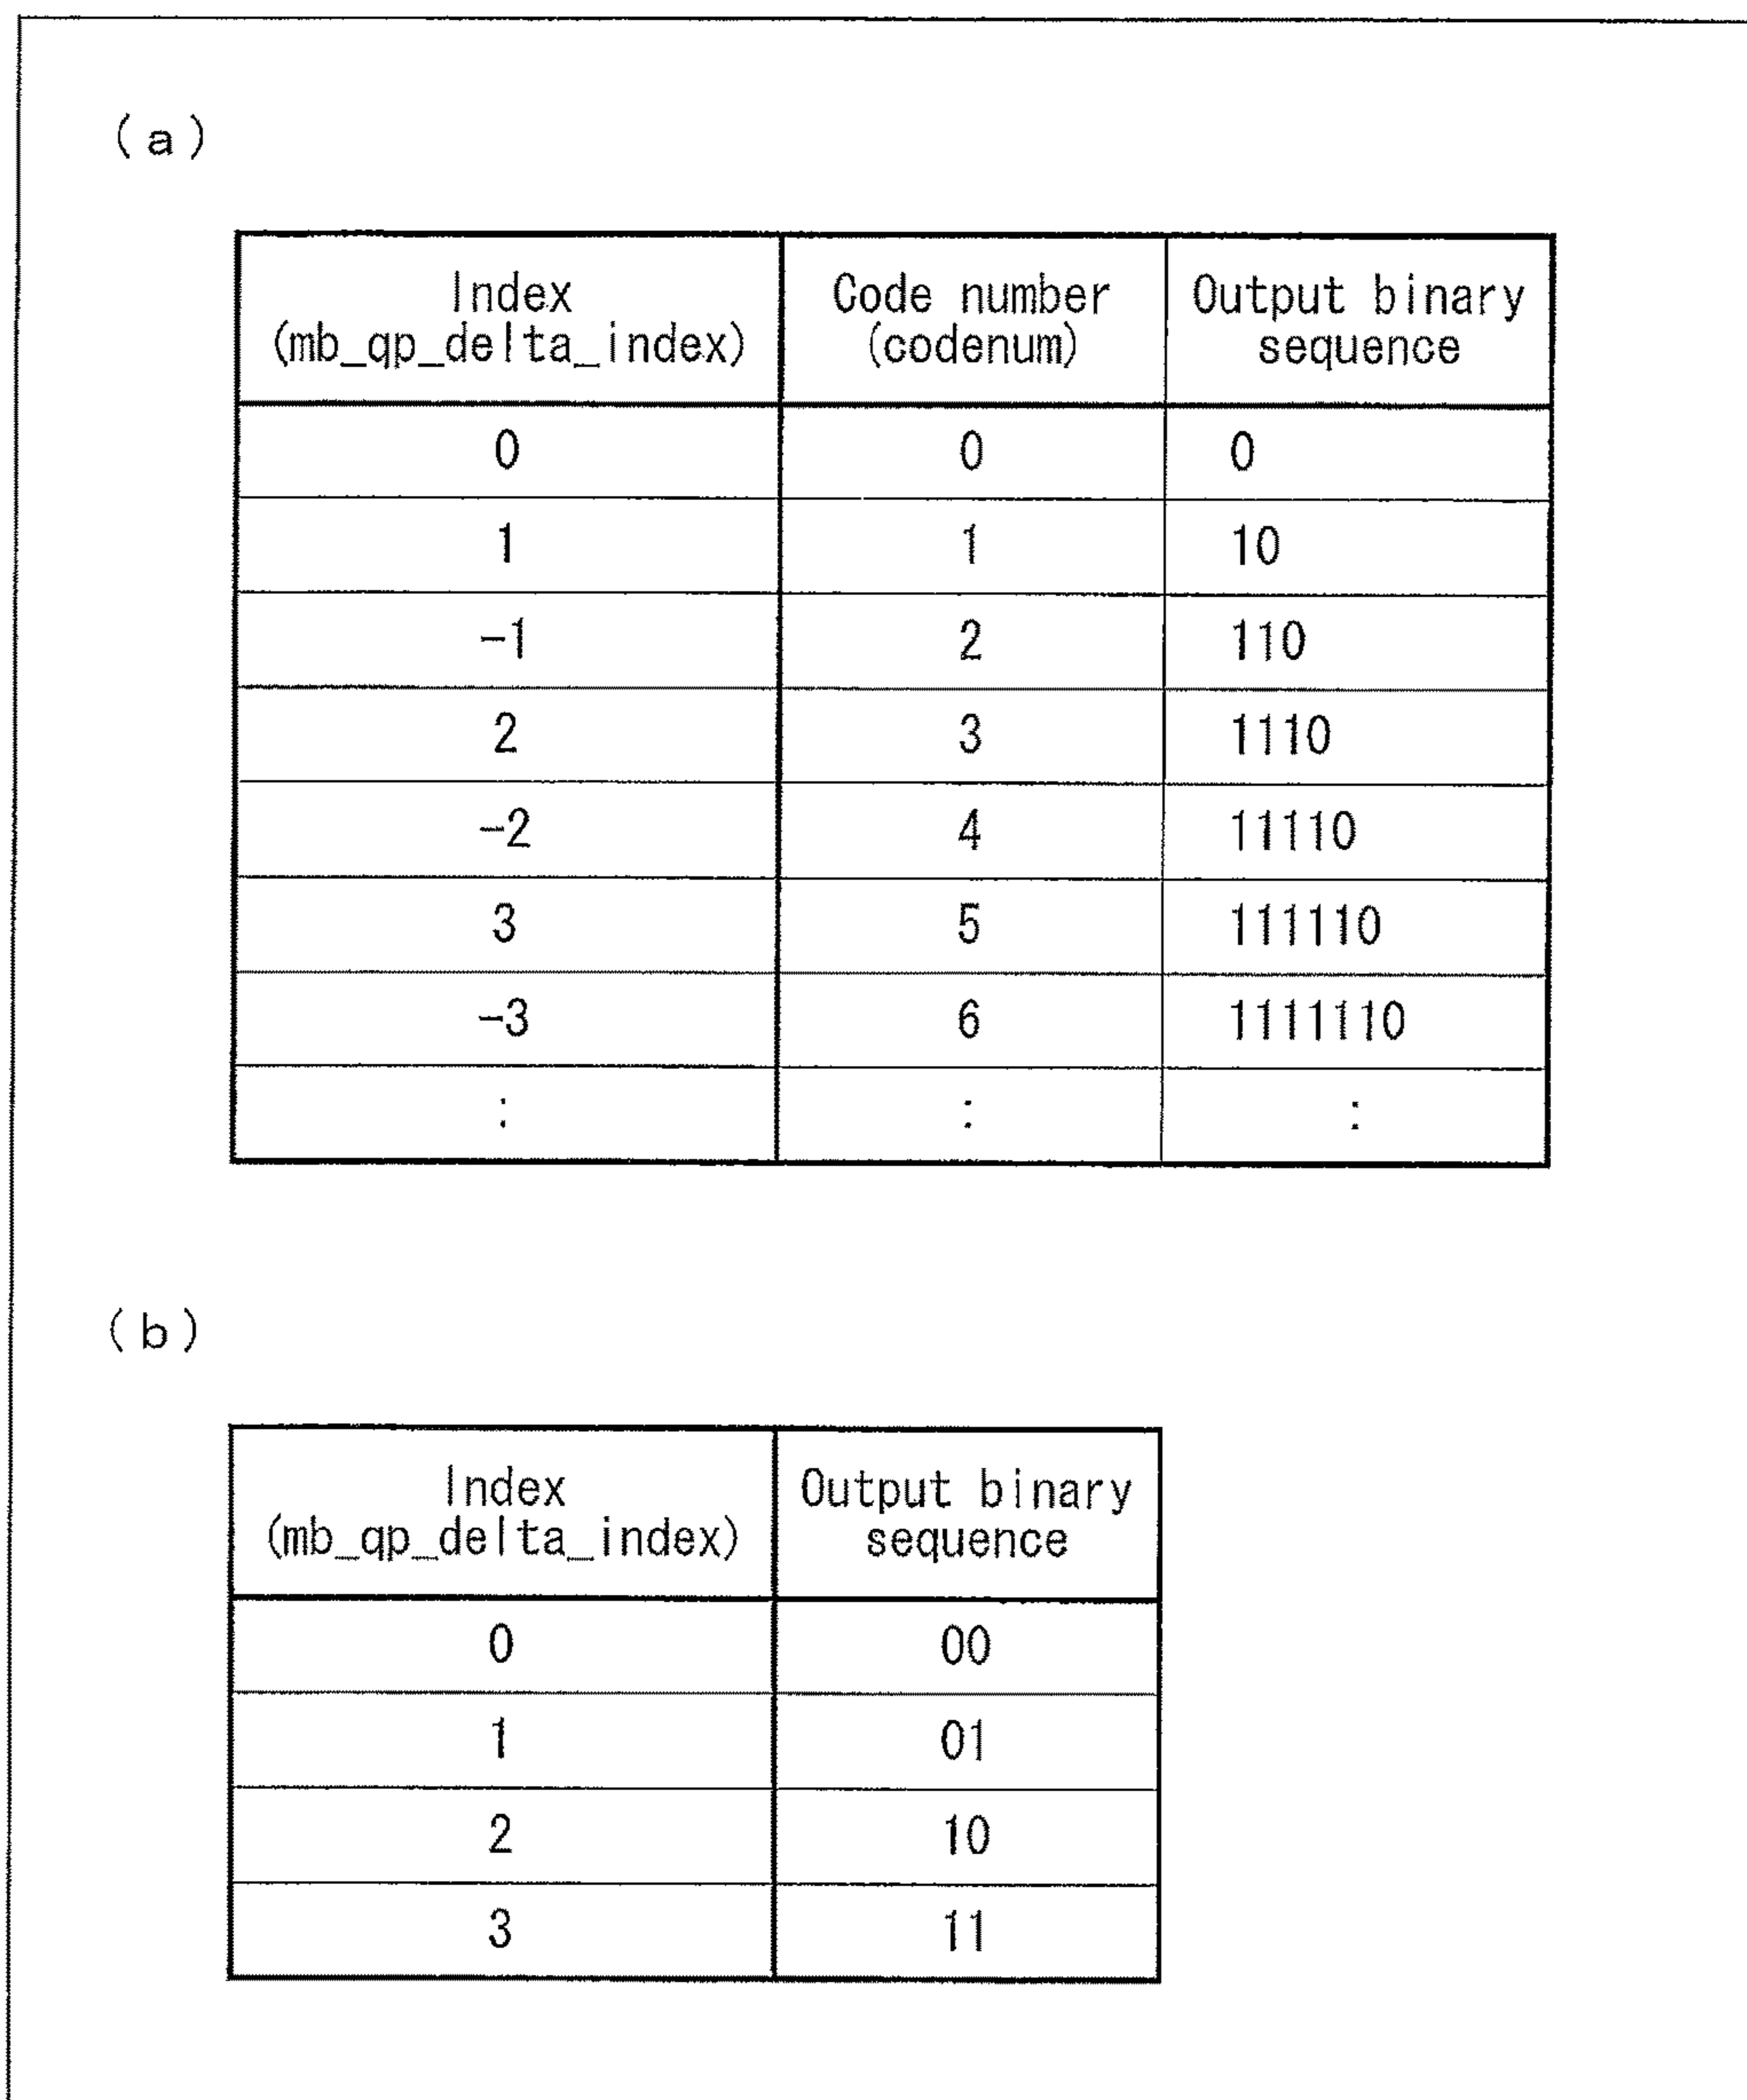 (a)
Index Code number Output binary
(mb_qp_delta_index) (codenum) sequence
0 0 0
1 1 10
-1 2 110
2 3 1110
-2 4 11110
3 5 111110
-3 6 1111110
: : :
(b)
Index Output binary
(mb_qp_delta_index) sequence
0 00
1 01
2 10
3 11